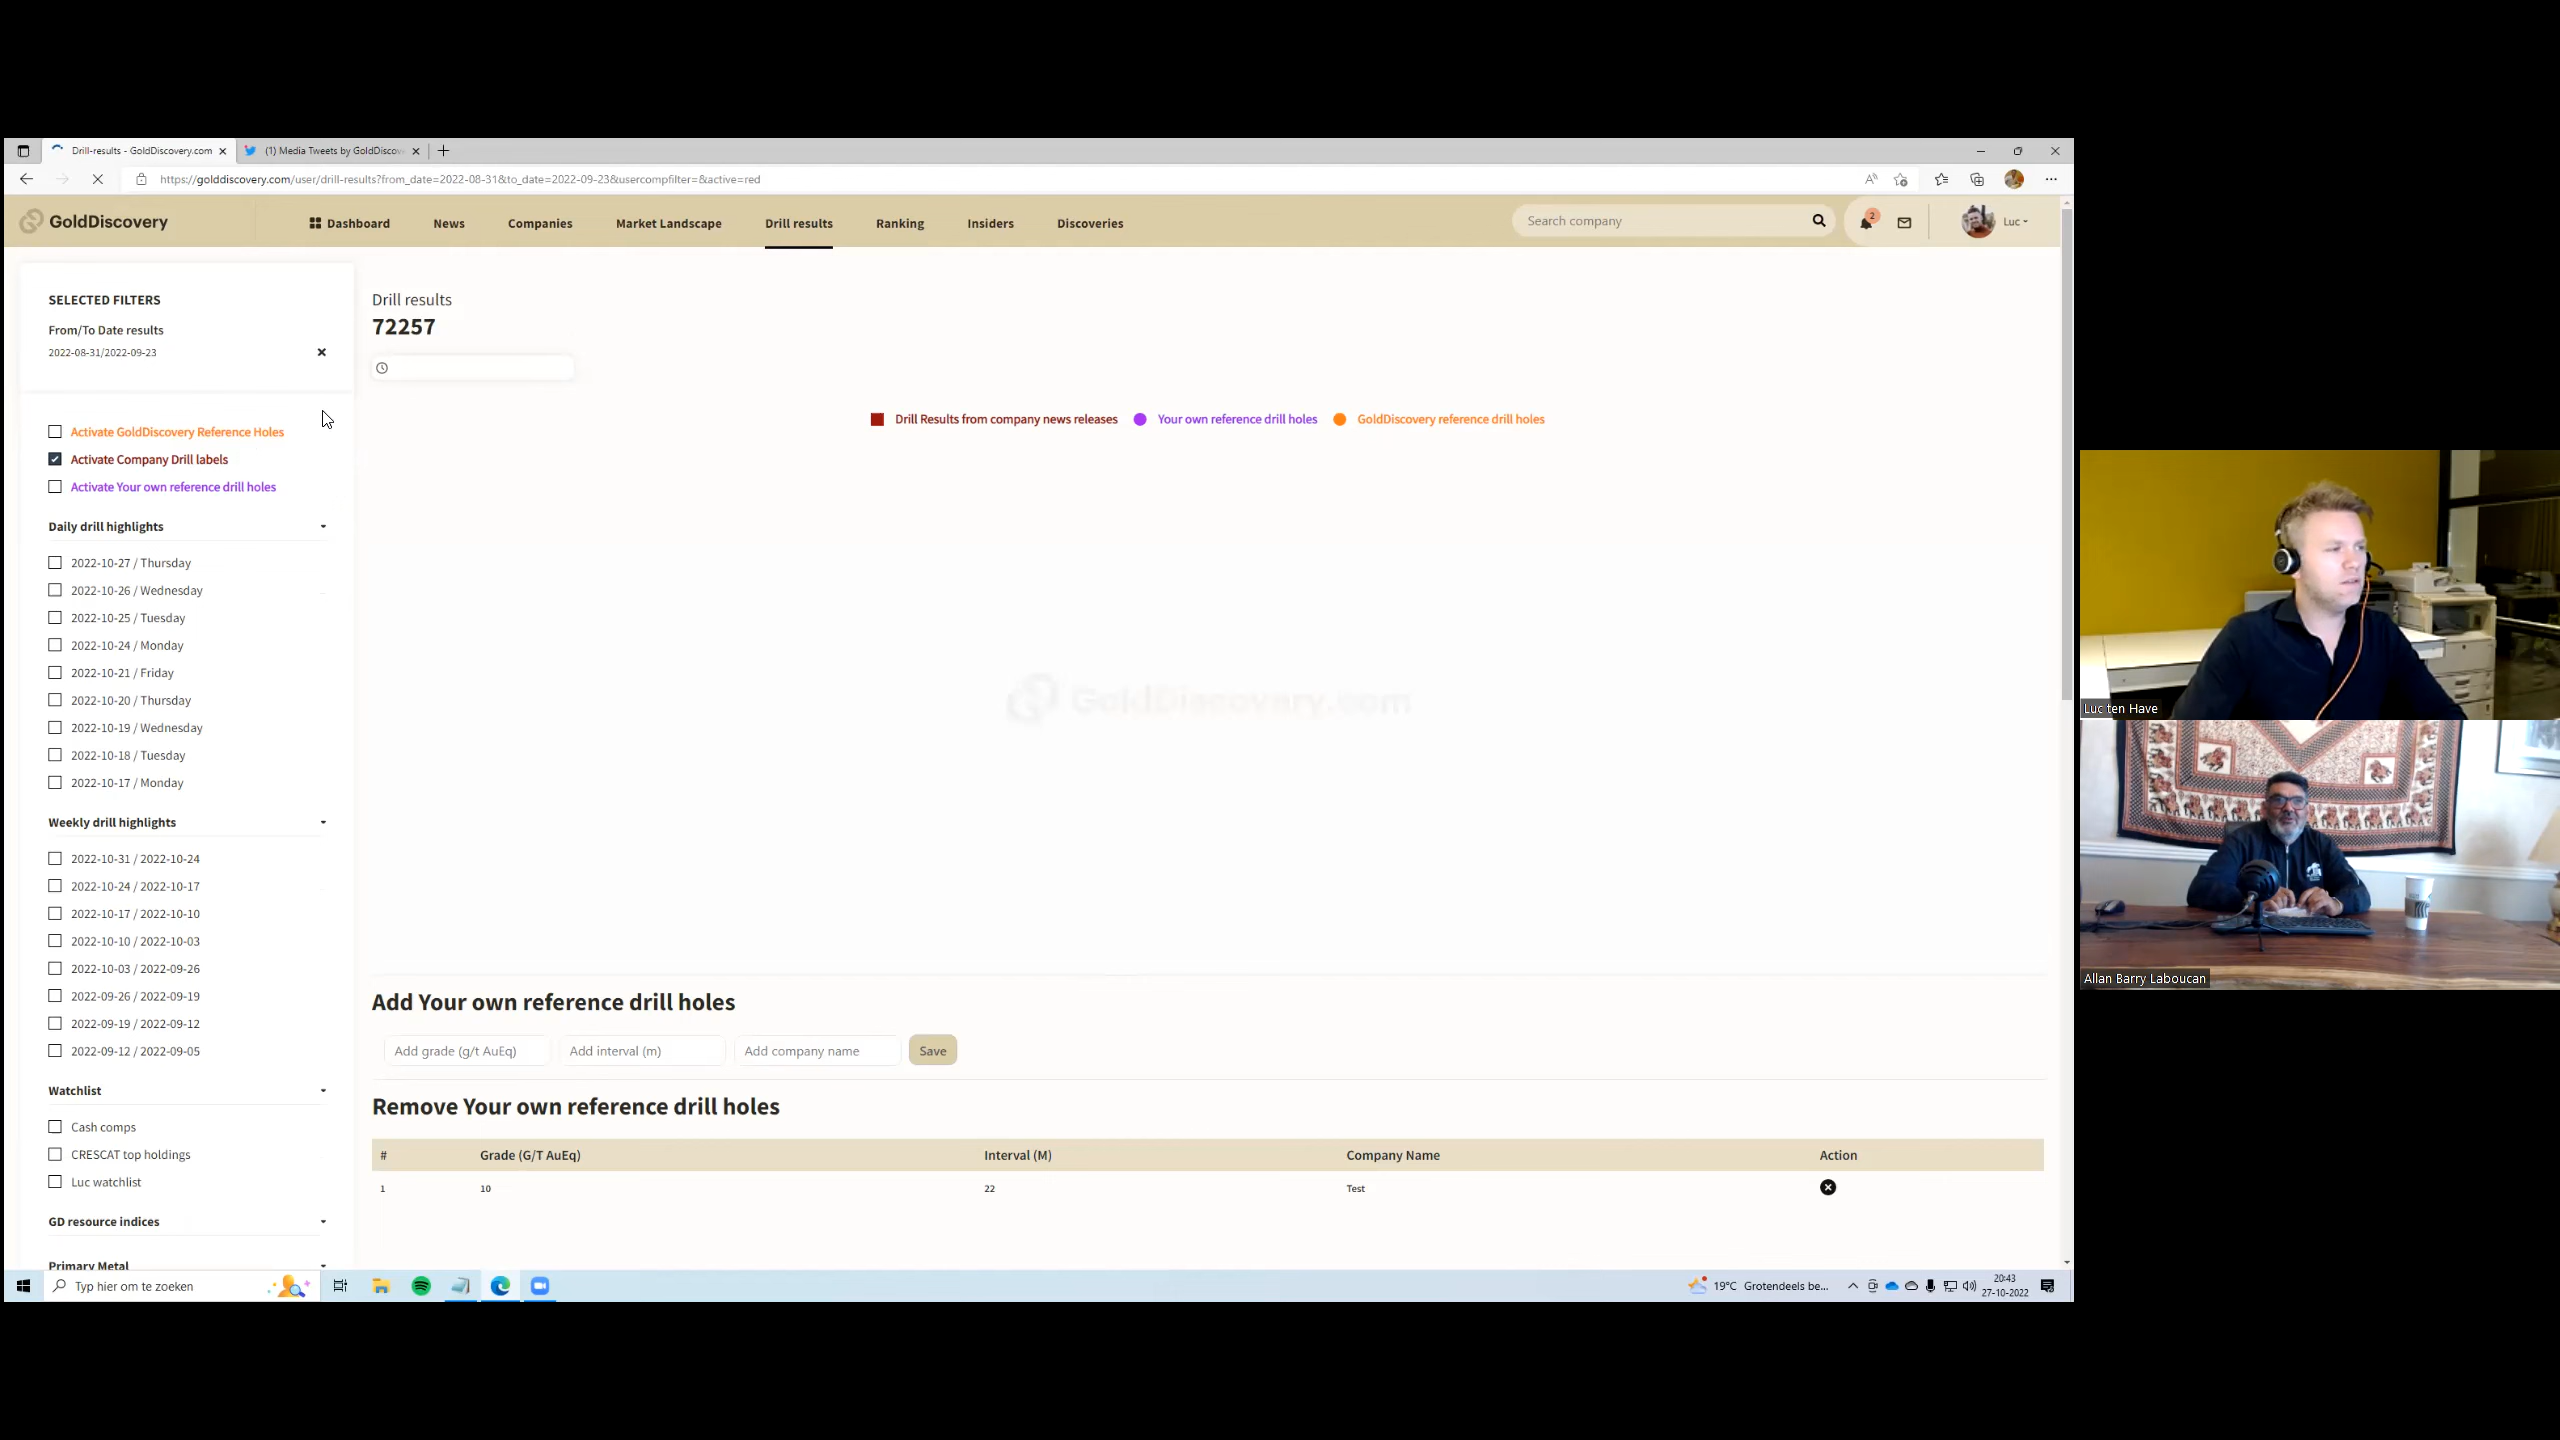 Drill-results - GoldDiscovery.com
(1) Media Tweets by GoldDiscov
https://golddiscovery.com/user/drill-results?from_date=2022-08-31&to_date=2022-09-23&usercompfilter=&active=red
GoldDiscovery
Dashboard
News
Companies
Market Landscape
Drill results
Ranking
Insiders
Discoveries
Search company
2
Luc
SELECTED FILTERS
From/To Date results
2022-08-31/2022-09-23
Activate GoldDiscovery Reference Holes
Activate Company Drill labels
Activate Your own reference drill holes
Daily drill highlights
2022-10-27 / Thursday
2022-10-26 / Wednesday
2022-10-25 / Tuesday
2022-10-24 / Monday
2022-10-21 / Friday
2022-10-20 / Thursday
2022-10-19 / Wednesday
2022-10-18 / Tuesday
2022-10-17 / Monday
Weekly drill highlights
2022-10-31 / 2022-10-24
2022-10-24 / 2022-10-17
2022-10-17 / 2022-10-10
2022-10-10 / 2022-10-03
2022-10-03 / 2022-09-26
2022-09-26 / 2022-09-19
2022-09-19 / 2022-09-12
2022-09-12 / 2022-09-05
Watchlist
Cash comps
CRESCAT top holdings
Luc watchlist
GD resource indices
Primary Metal
Drill results
72257
Drill Results from company news releases
Your own reference drill holes
GoldDiscovery reference drill holes
GoldDiscovery.com
Add Your own reference drill holes
Add grade (g/t AuEq)
Add interval (m)
Add company name
Save
Remove Your own reference drill holes
# Grade (G/T AuEq) Interval (M) Company Name Action
1 10 22 Test
Luc ten Have
Allan Barry Laboucan
Typ hier om te zoeken
19°C Grotendeels be...
20:43
27-10-2022